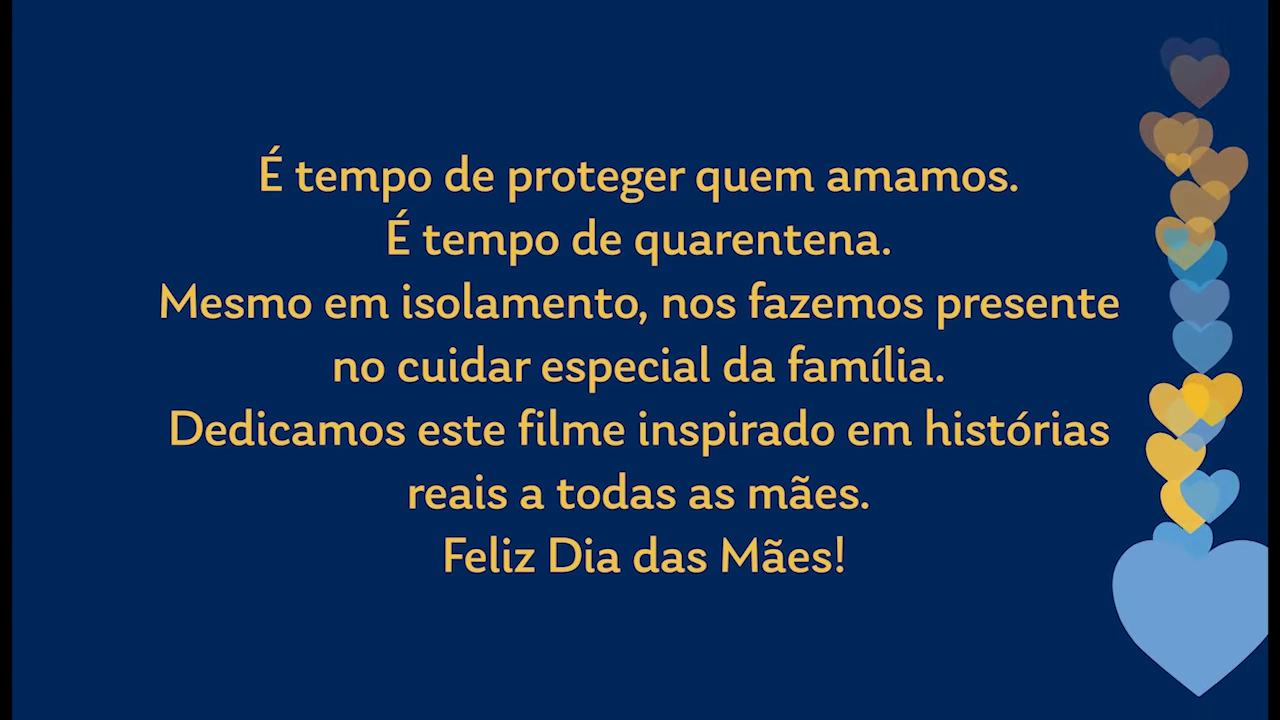 É tempo de proteger quem amamos.
É tempo de quarentena.
Mesmo em isolamento, nos fazemos presente
no cuidar especial da família.
Dedicamos este filme inspirado em histórias
reais a todas as mães.
Feliz Dia das Mães!